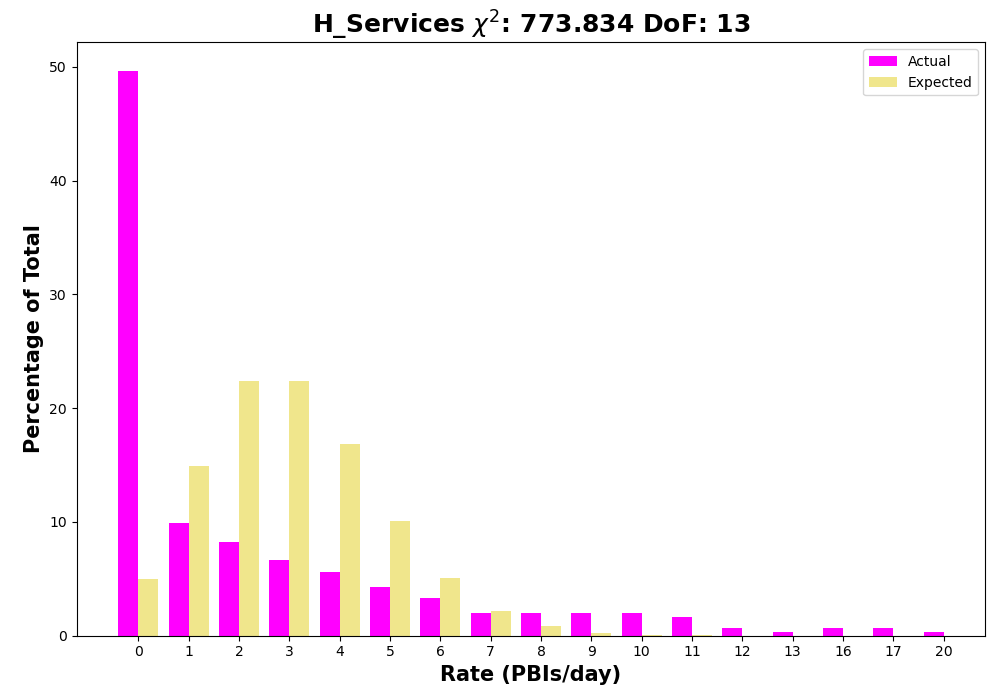 H_Services χ²: 773.834 DoF: 13
Actual
Expected
Percentage of Total
50
40
30
20
10
0
0 1 2 3 4 5 6 7 8 9 10 11 12 13 16 17 20
Rate (PBIs/day)